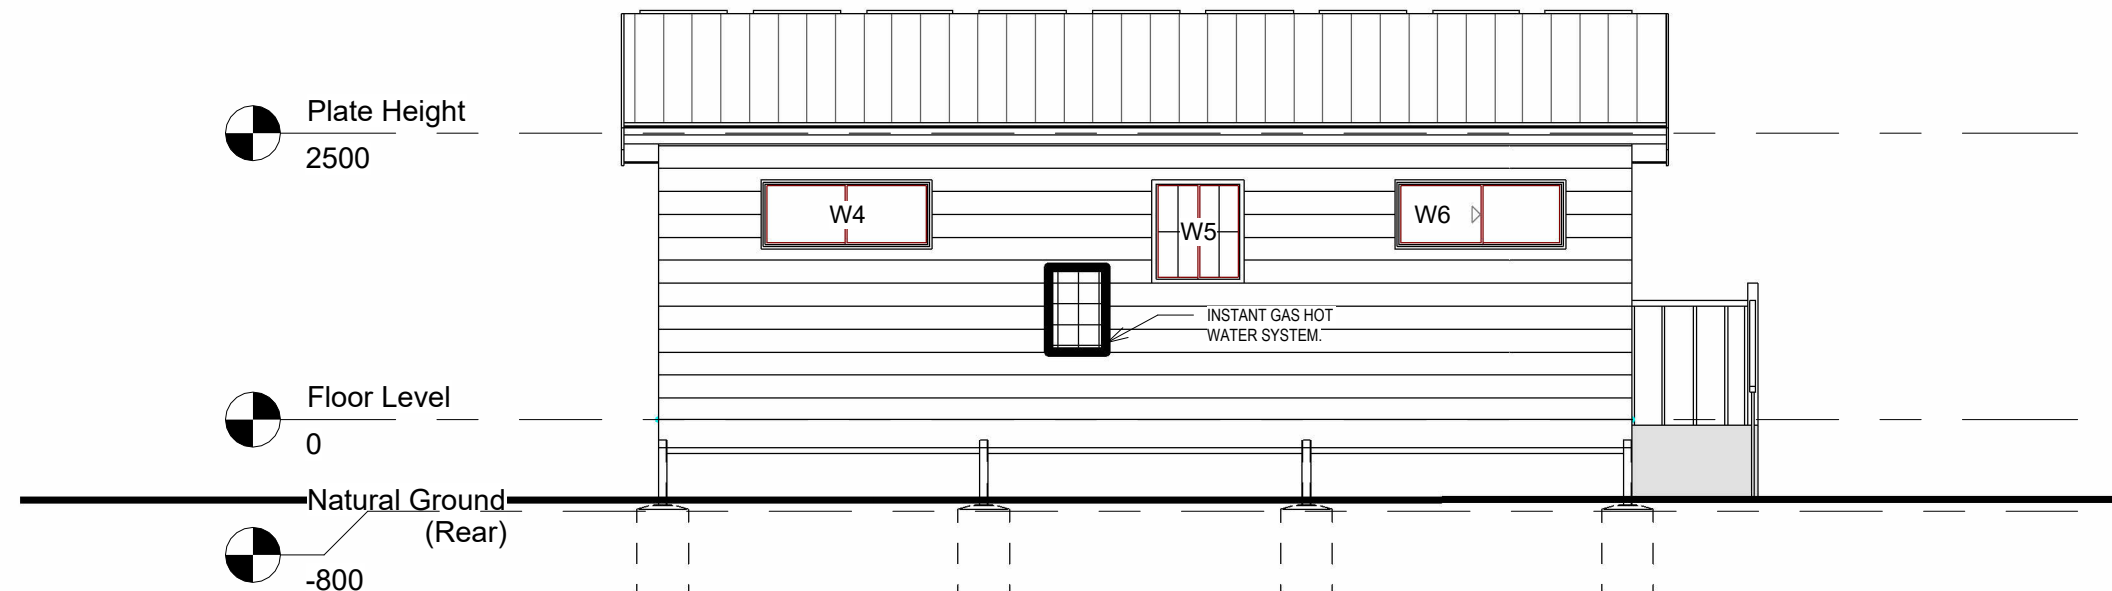 Plate Height
2500
W4
W5
W6
INSTANT GAS HOT
WATER SYSTEM.
Floor Level
0
Natural Ground
(Rear)
-800